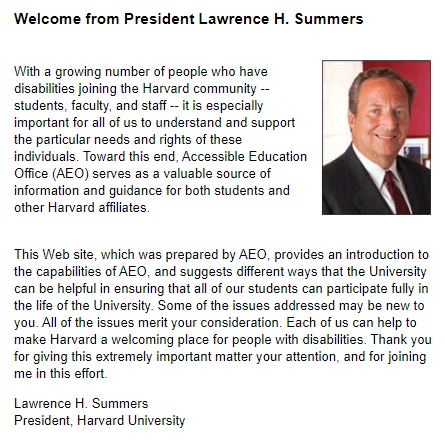 Welcome from President Lawrence H. Summers
With a growing number of people who have
disabilities joining the Harvard community --
students, faculty, and staff -- it is especially
important for all of us to understand and support
the particular needs and rights of these
individuals. Toward this end, Accessible Education
Office (AEO) serves as a valuable source of
information and guidance for both students and
other Harvard affiliates.
This Web site, which was prepared by AEO, provides an introduction to
the capabilities of AEO, and suggests different ways that the University
can be helpful in ensuring that all of our students can participate fully in
the life of the University. Some of the issues addressed may be new to
you. All of the issues merit your consideration. Each of us can help to
make Harvard a welcoming place for people with disabilities. Thank you
for giving this extremely important matter your attention, and for joining
me in this effort.
Lawrence H. Summers
President, Harvard University